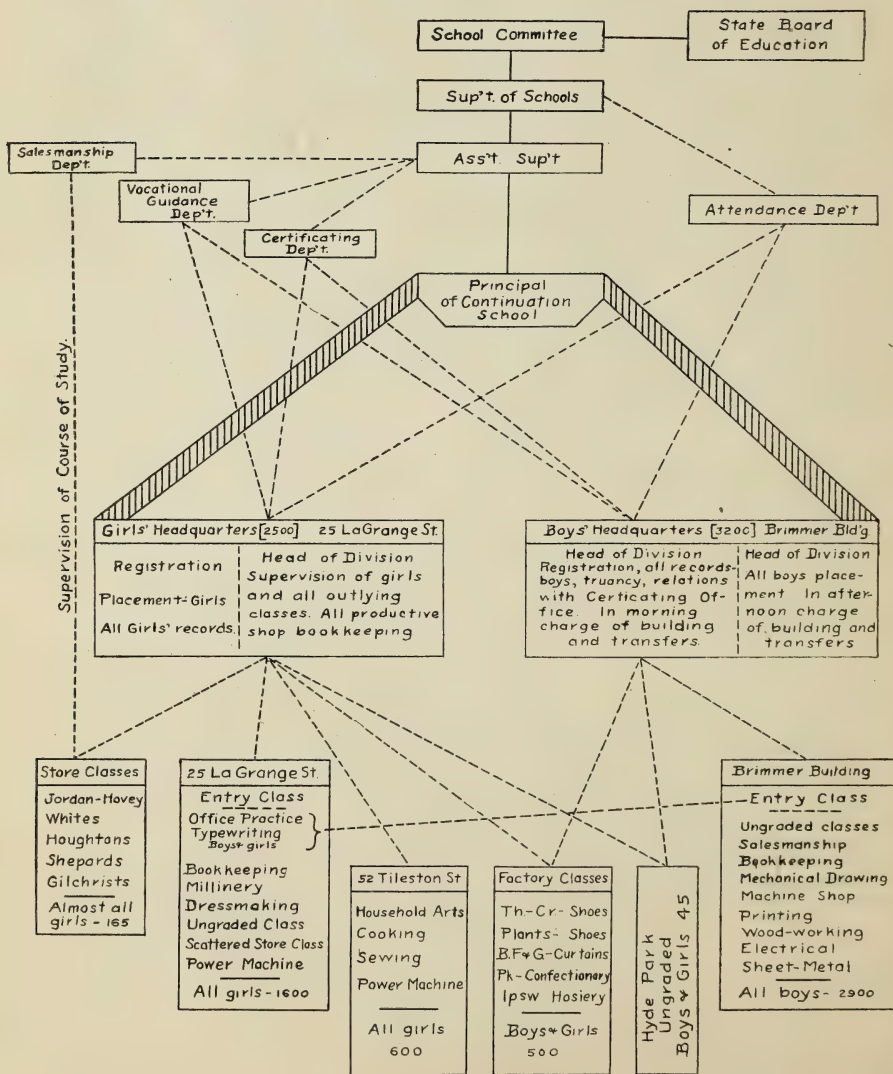 School Committee
State Board
of Education
Sup't. of Schools
Salesmanship
Dep't.
Ass't. Sup't
Vocational
Guidance
Dep't.
Attendance Dep't
Certificating
Dep't.
Principal
of Continuation
School
Supervision of Course of Study.
Girls' Headquarters [2500] 25 LaGrange St.
Registration
Placement-Girls
All Girls' records.
Head of Division
Supervision of girls
and all outlying
classes. All productive
shop bookkeeping
Boys' Headquarters [3200] Brimmer Bld'g
Head of Division
Registration, all records-
boys, truancy, relations
with Certicating Of-
fice. In morning
charge of building
and transfers.
Head of Division
All boys place-
ment In after-
noon charge
of building and
transfers
Store Classes
Jordan-Hovey
Whites
Houghtons
Shepards
Gilchrists
Almost all
girls - 165
25 La Grange St.
Entry Class
Office Practice
Typewriting
Boys & girls
Bookkeeping
Millinery
Dressmaking
Ungraded Class
Scattered Store Class
Power Machine
All girls - 1600
52 Tileston St
Household Arts
Cooking
Sewing
Power Machine
All girls
600
Factory Classes
Th.-Cr.- Shoes
Plants- Shoes
B.F & G-Curtains
Pk-Confectionary
Ipsw Hosiery
Boys & Girls
500
Hyde Park
Ungraded
Boys & Girls 45
Brimmer Building
Entry Class
Ungraded classes
Salesmanship
Bookkeeping
Mechanical Drawing
Machine Shop
Printing
Wood-working
Electrical
Sheet-Metal
All boys- 2900